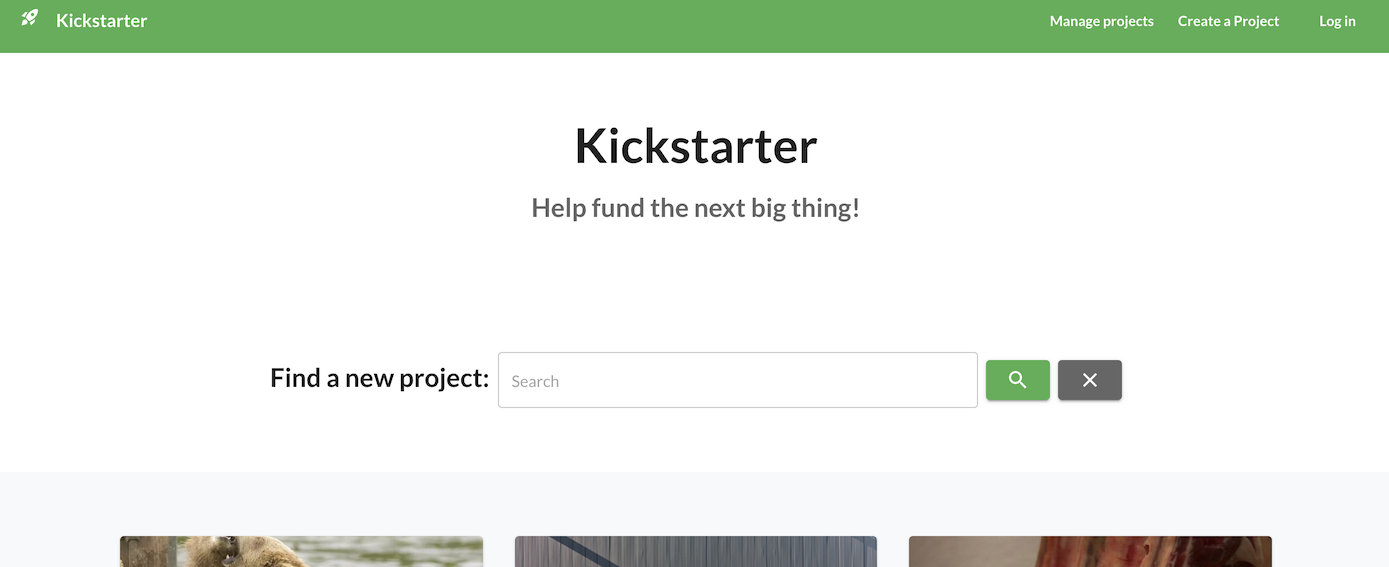 Kickstarter
Manage projects
Create a Project
Log in
Kickstarter
Help fund the next big thing!
Find a new project:
Search